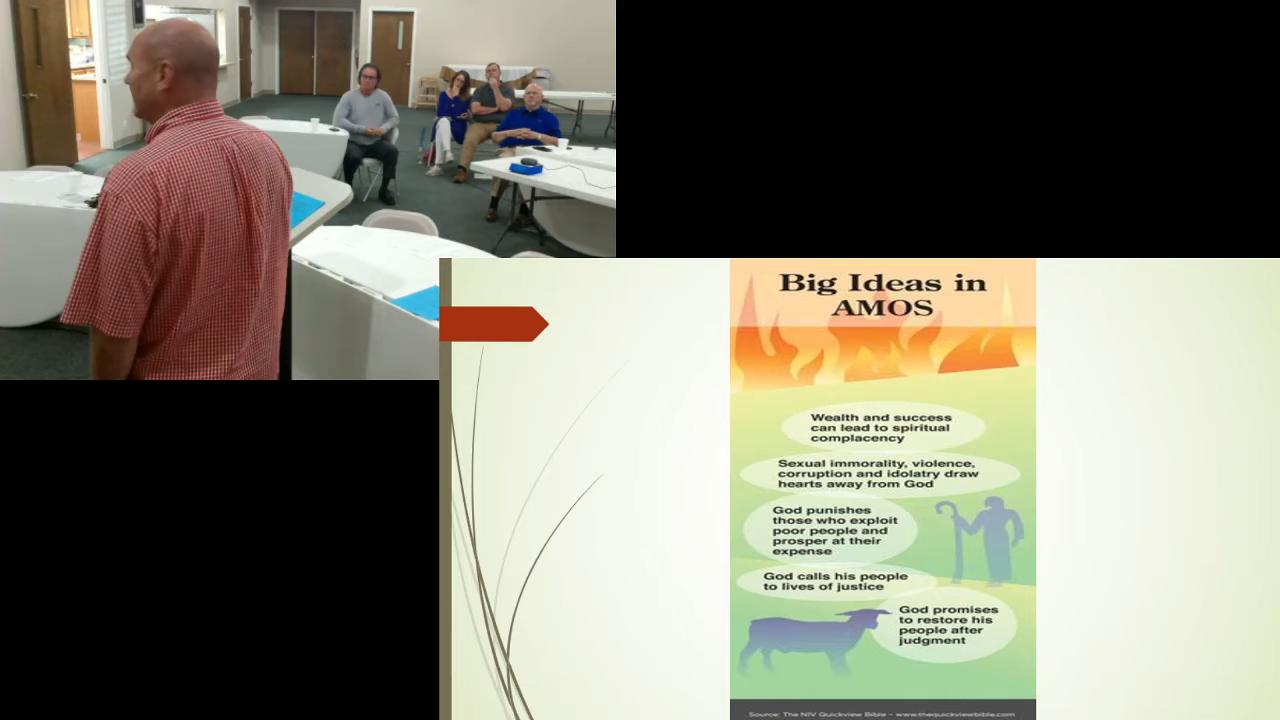 Big Ideas in
AMOS
Wealth and success
can lead to spiritual
complacency
Sexual immorality, violence,
corruption and idolatry draw
hearts away from God
God punishes
those who exploit
poor people and
prosper at their
expense
God calls his people
to lives of justice
God promises
to restore his
people after
judgment
Source: The NIV Quickview Bible - www.thequickviewbible.com